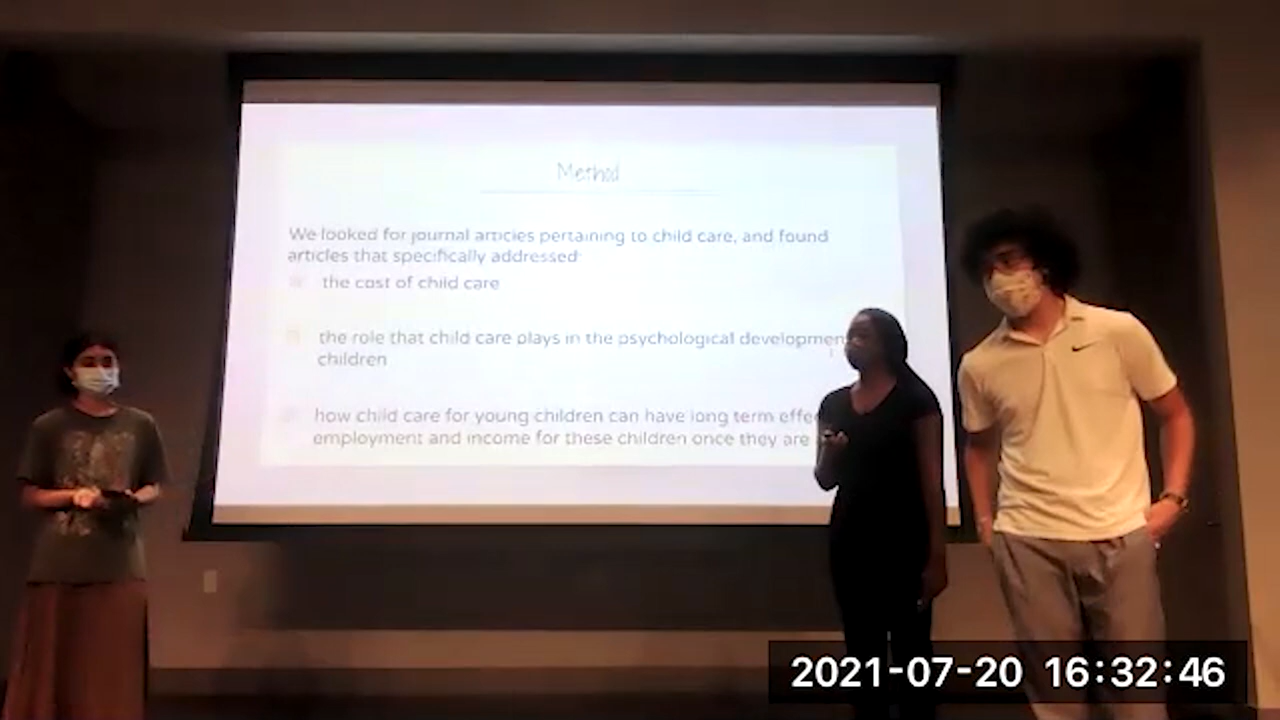 Method
We looked for journal articles pertaining to child care, and found
articles that specifically addressed:
the cost of child care
the role that child care plays in the psychological developmen
children
how child care for young children can have long term effe
employment and income for these children once they are
2021-07-20 16:32:46